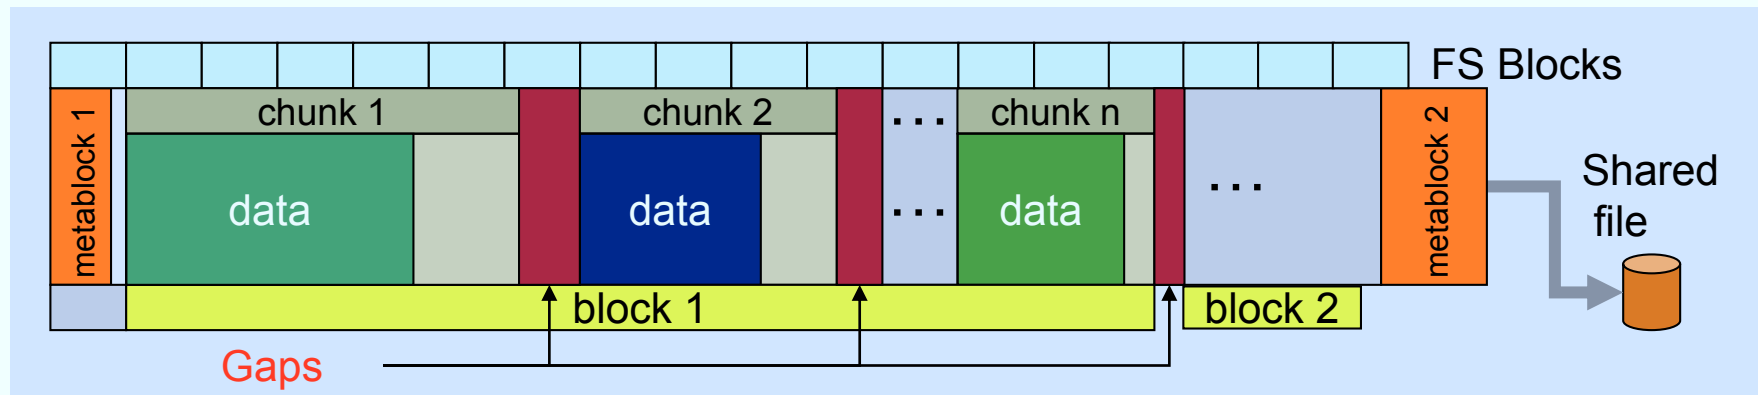 FS Blocks
metablock 1
chunk 1
chunk 2
...
chunk n
metablock 2
data
data
...
data
...
Shared
file
block 1
block 2
Gaps